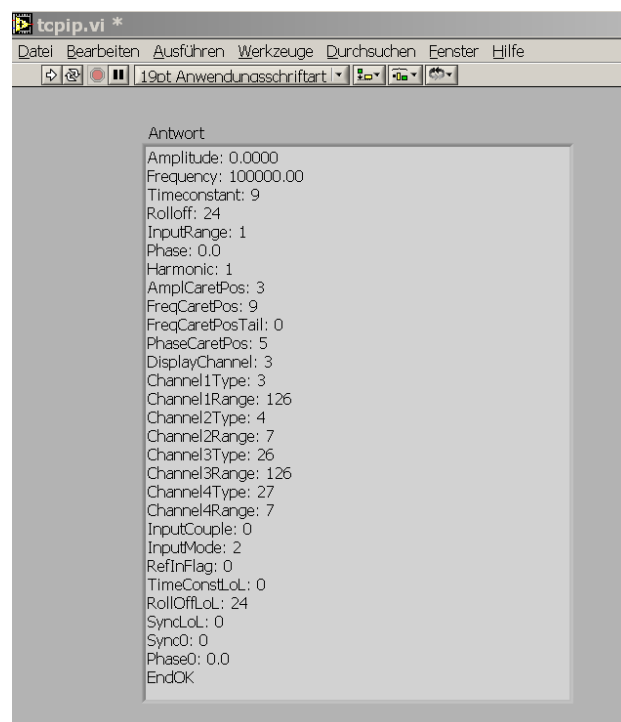 tcpip.vi *
Datei Bearbeiten Ausführen Werkzeuge Durchsuchen Fenster Hilfe
19pt Anwendungsschriftart
Antwort
Amplitude: 0.0000
Frequency: 100000.00
Timeconstant: 9
Rolloff: 24
InputRange: 1
Phase: 0.0
Harmonic: 1
AmplCaretPos: 3
FreqCaretPos: 9
FreqCaretPosTail: 0
PhaseCaretPos: 5
DisplayChannel: 3
Channel1Type: 3
Channel1Range: 126
Channel2Type: 4
Channel2Range: 7
Channel3Type: 26
Channel3Range: 126
Channel4Type: 27
Channel4Range: 7
InputCouple: 0
InputMode: 2
RefInFlag: 0
TimeConstLoL: 0
RollOffLoL: 24
SyncLoL: 0
Sync0: 0
Phase0: 0.0
EndOK